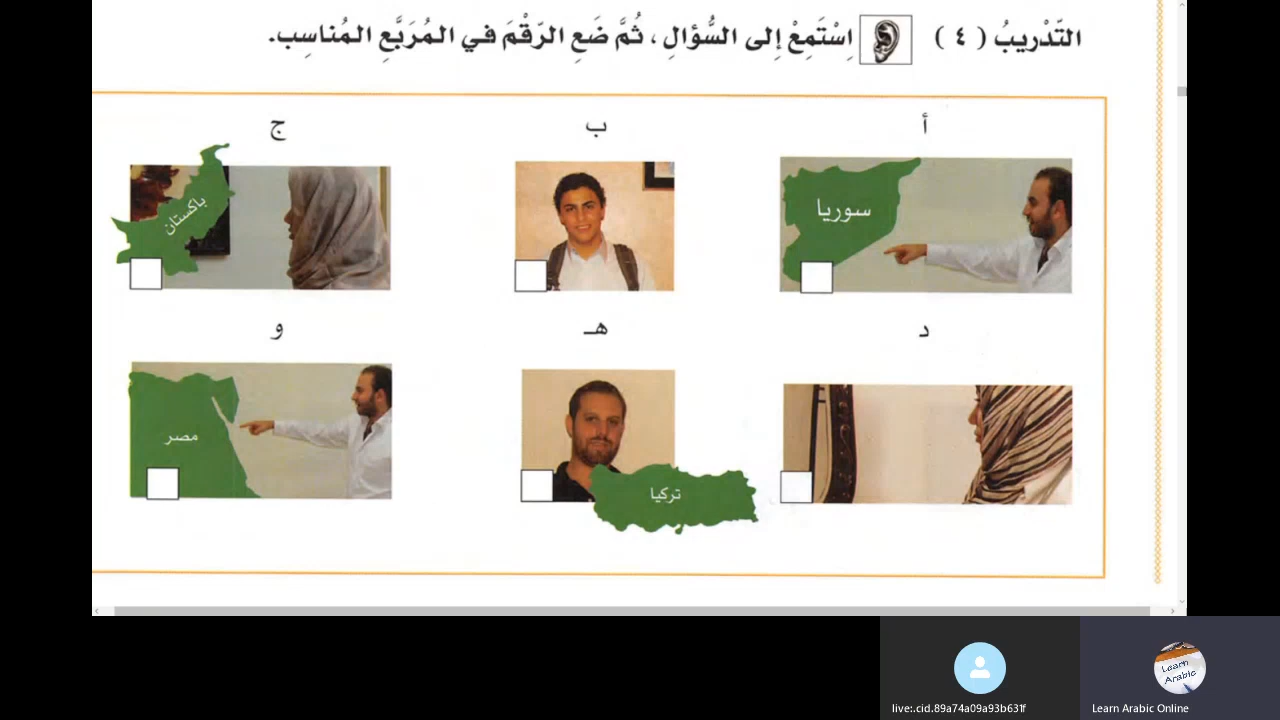 التّدْريبُ ( ٤ ) اِسْتَمِعْ إِلى السُّؤالِ ، ثُمَّ ضَعِ الرّقْمَ في المُرَبَّعِ المُناسِب.
أ ب ج
سوريا
باكستان
د هـ و
تركيا
مصر
live:.cid.89a74a09a93b631f
Learn Arabic
Learn Arabic Online